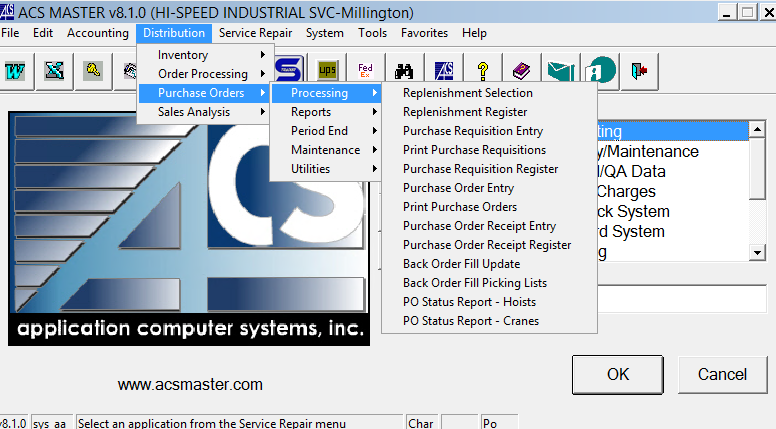 ACS MASTER v8.1.0 (HI-SPEED INDUSTRIAL SVC-Millington)
File Edit Accounting Distribution Service Repair System Tools Favorites Help
W X S ups Fed Ex ACS ? a
Inventory
Order Processing
Purchase Orders
Sales Analysis
Processing
Reports
Period End
Maintenance
Utilities
Replenishment Selection
Replenishment Register
Purchase Requisition Entry
Print Purchase Requisitions
Purchase Requisition Register
Purchase Order Entry
Print Purchase Orders
Purchase Order Receipt Entry
Purchase Order Receipt Register
Back Order Fill Update
Back Order Fill Picking Lists
PO Status Report - Hoists
PO Status Report - Cranes
ting
y/Maintenance
l/QA Data
Charges
ck System
rd System
g
ACS
application computer systems, inc.
www.acsmaster.com
OK Cancel
v8.1.0 sys aa Select an application from the Service Repair menu Char Po